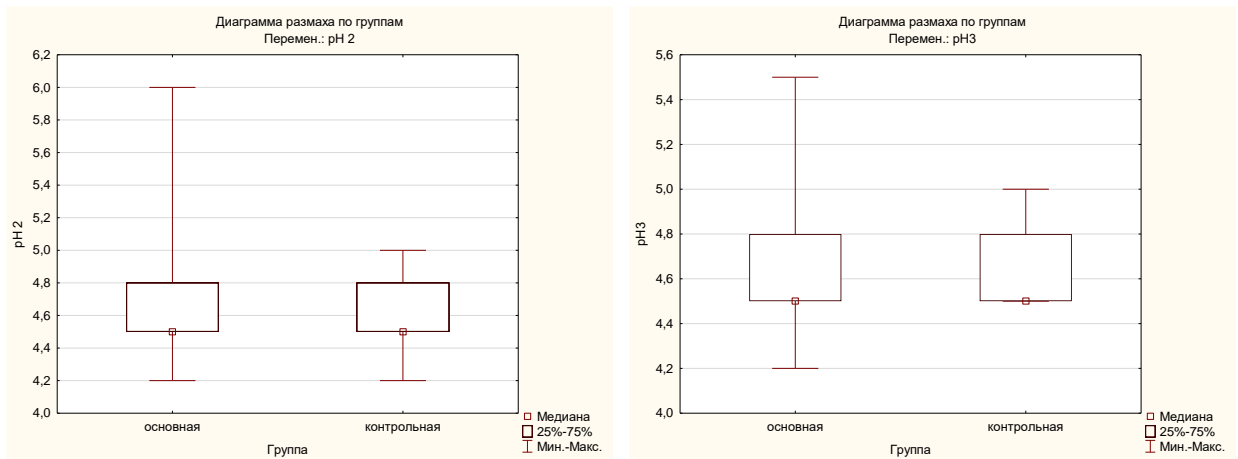 Диаграмма размаха по группам
Перемен.: pH 2
6,2
6,0
5,8
5,6
5,4
5,2
5,0
4,8
4,6
4,4
4,2
4,0
pH 2
основная
контрольная
Группа
Медиана
25%-75%
Мин.-Макс.
Диаграмма размаха по группам
Перемен.: pH3
5,6
5,4
5,2
5,0
4,8
4,6
4,4
4,2
4,0
pH3
основная
контрольная
Группа
Медиана
25%-75%
Мин.-Макс.